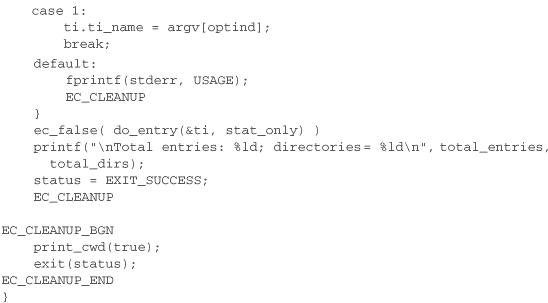 case 1:
ti.ti_name = argv[optind];
break;
default:
fprintf(stderr, USAGE);
EC_CLEANUP
}
ec_false( do_entry(&ti, stat_only) )
printf("\nTotal entries: %ld; directories= %ld\n", total_entries,
total_dirs);
status = EXIT_SUCCESS;
EC_CLEANUP
EC_CLEANUP_BGN
print_cwd(true);
exit(status);
EC_CLEANUP_END
}